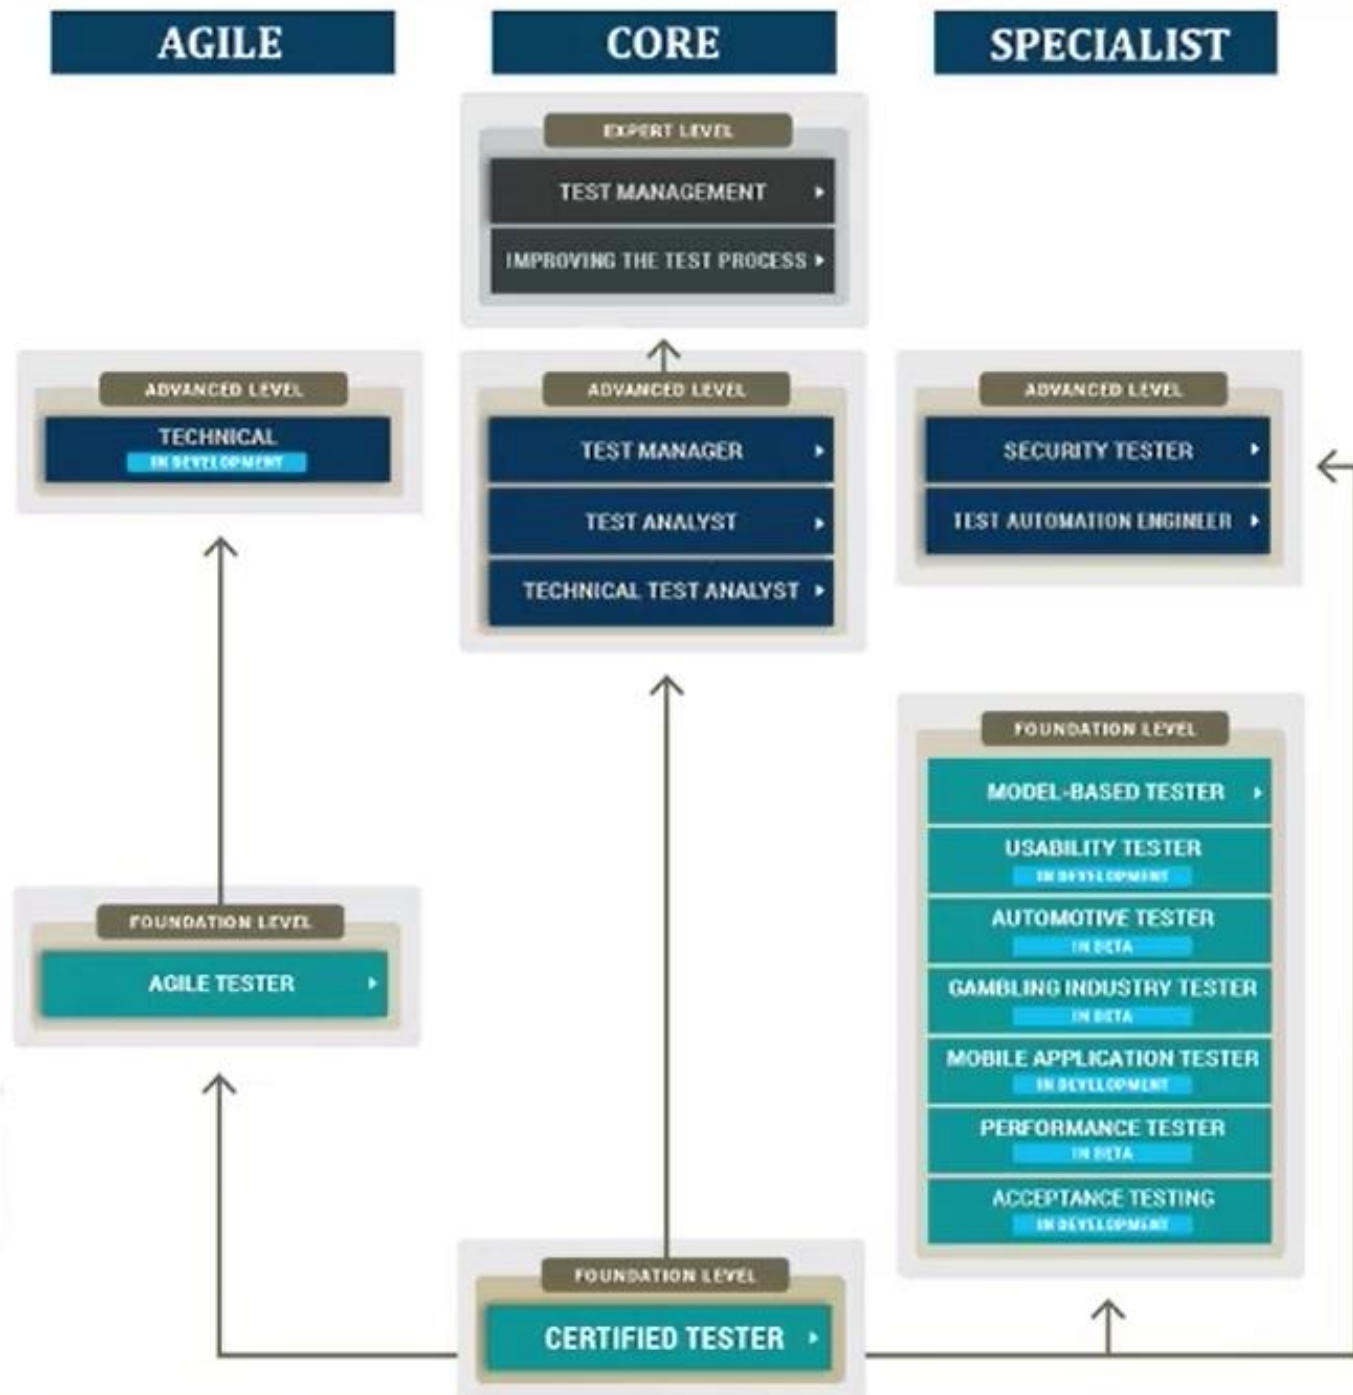 AGILE
CORE
SPECIALIST
EXPERT LEVEL
TEST MANAGEMENT
IMPROVING THE TEST PROCESS
ADVANCED LEVEL
TECHNICAL
IN DEVELOPMENT
ADVANCED LEVEL
TEST MANAGER
TEST ANALYST
TECHNICAL TEST ANALYST
ADVANCED LEVEL
SECURITY TESTER
TEST AUTOMATION ENGINEER
FOUNDATION LEVEL
AGILE TESTER
FOUNDATION LEVEL
MODEL-BASED TESTER
USABILITY TESTER
IN DEVELOPMENT
AUTOMOTIVE TESTER
IN BETA
GAMBLING INDUSTRY TESTER
IN BETA
MOBILE APPLICATION TESTER
IN DEVELOPMENT
PERFORMANCE TESTER
IN BETA
ACCEPTANCE TESTING
IN DEVELOPMENT
FOUNDATION LEVEL
CERTIFIED TESTER